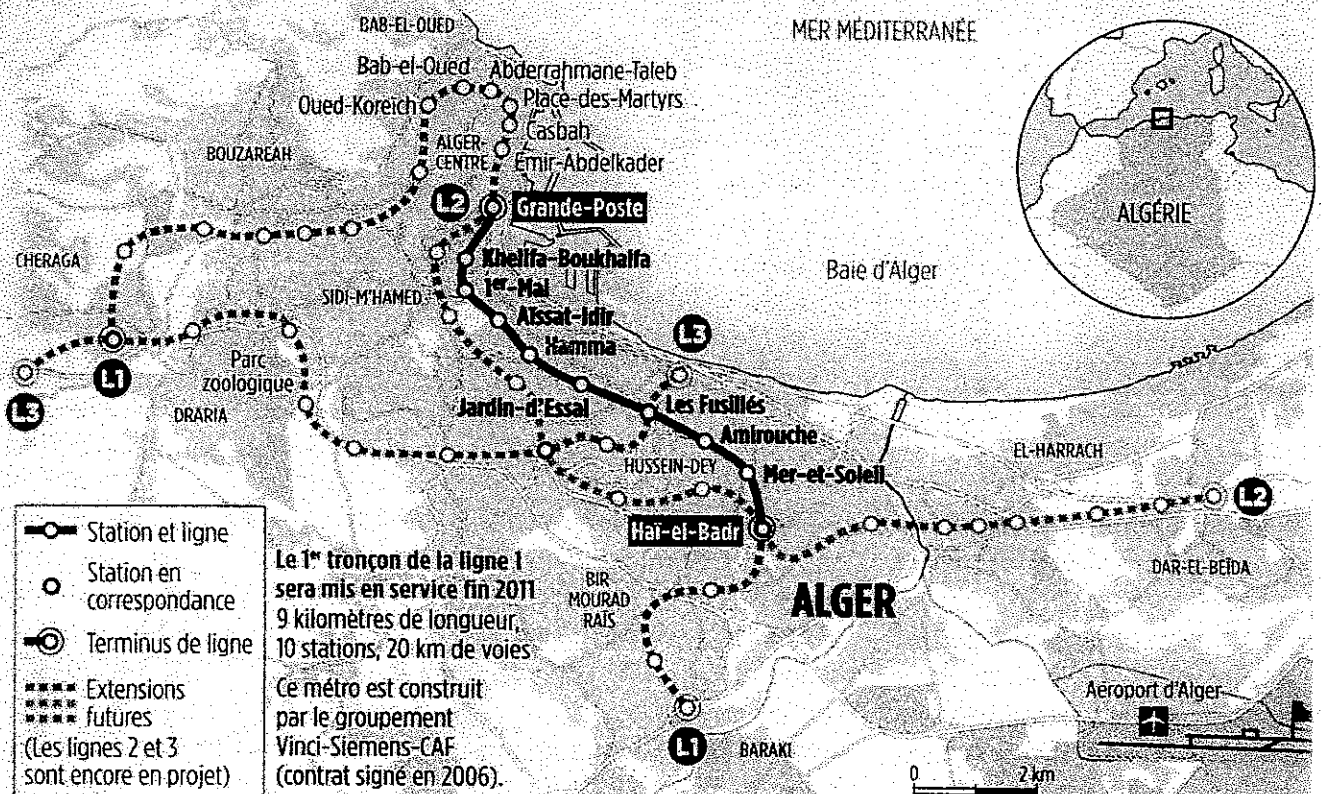 MER MÉDITERRANÉE
BAB-EL-OUED
Bab-el-Oued
Abderrahmane-Taleb
Oued-Koreich
Place-des-Martyrs
Casbah
BOUZAREAH
ALGER-
CENTRE
Emir-Abdelkader
L2
Grande-Poste
ALGÉRIE
CHERAGA
Khelifa-Boukhalfa
Baie d'Alger
SIDI-M'HAMED
1er-Mai
Aïssat-Idir
L3
Hamma
Parc
zoologique
L1
L3
DRARIA
Jardin-d'Essai
Les Fusillés
Amirouche
EL-HARRACH
HUSSEIN-DEY
Mer-et-Soleil
L2
Haï-el-Badr
DAR-EL-BEÏDA
BIR
MOURAD
RAÏS
ALGER
Aéroport d'Alger
L1
BARAKI
0 2 km
Station et ligne
Station en
correspondance
Terminus de ligne
Extensions
futures
(Les lignes 2 et 3
sont encore en projet)
Le 1er tronçon de la ligne 1
sera mis en service fin 2011
9 kilomètres de longueur,
10 stations, 20 km de voies
Ce métro est construit
par le groupement
Vinci-Siemens-CAF
(contrat signé en 2006).